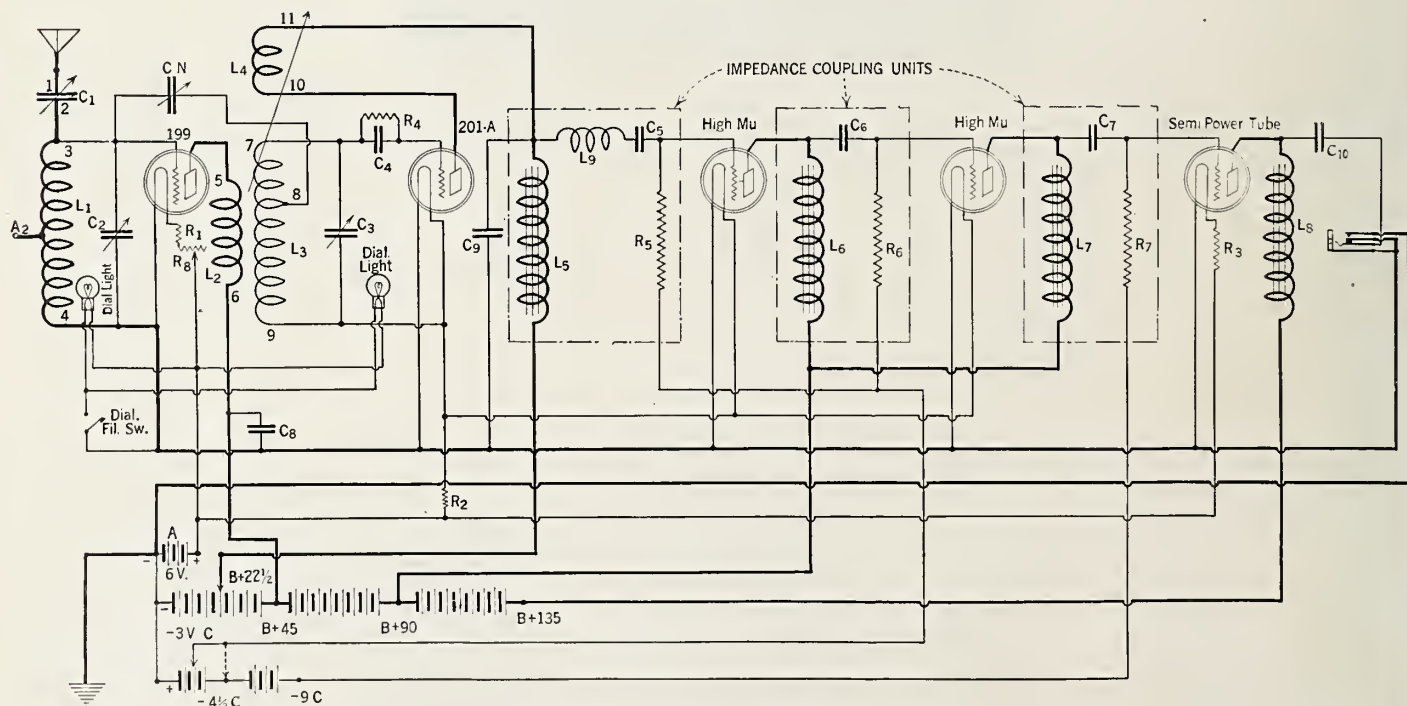 11
L4
10
IMPEDANCE COUPLING UNITS
C N
1
2
C1
R4
C4
201-A
C5
High Mu
C6
High Mu
C7
Semi Power Tube
C10
3
199
7
L9
5
8
L1
A2
C2
R1
R8
L2
L3
C3
Dial
Light
C9
L5
R5
L6
R6
L7
R7
R3
L8
Dial Light
6
4
9
Dial.
Fil. Sw.
C8
R2
A
- +
6 V.
B+22½
-
-3 V C
B+45
B+90
B+135
+
- 4½ C
-9 C